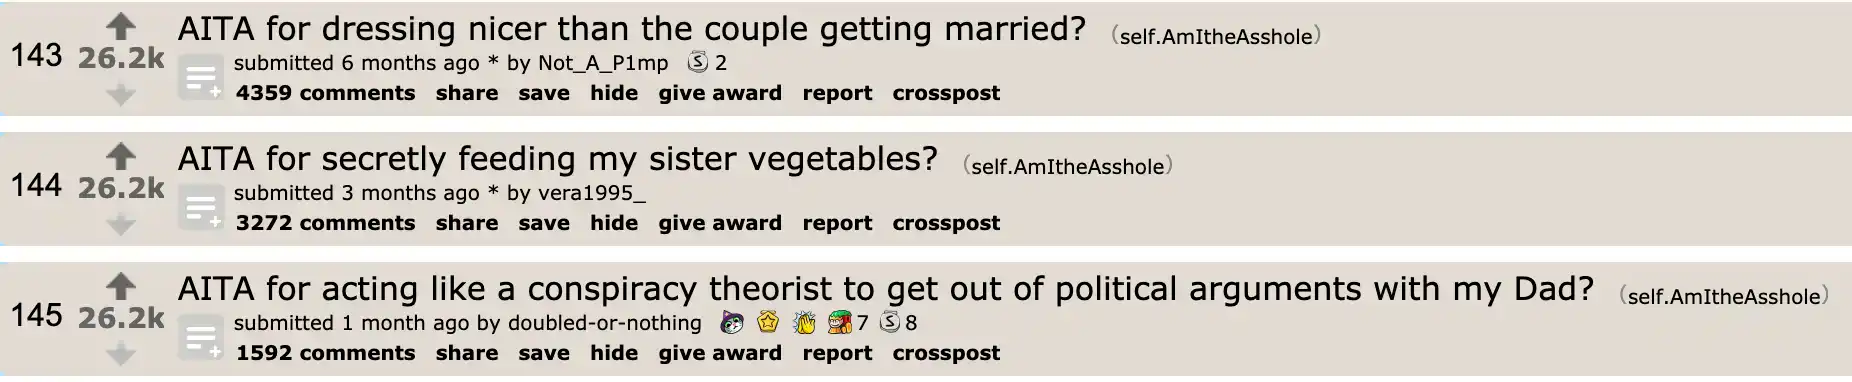 143 26.2k AITA for dressing nicer than the couple getting married? (self.AmItheAsshole)
submitted 6 months ago * by Not_A_P1mp S 2
4359 comments share save hide give award report crosspost
144 26.2k AITA for secretly feeding my sister vegetables? (self.AmItheAsshole)
submitted 3 months ago * by vera1995_
3272 comments share save hide give award report crosspost
145 26.2k AITA for acting like a conspiracy theorist to get out of political arguments with my Dad? (self.AmItheAsshole)
submitted 1 month ago by doubled-or-nothing 7 S 8
1592 comments share save hide give award report crosspost